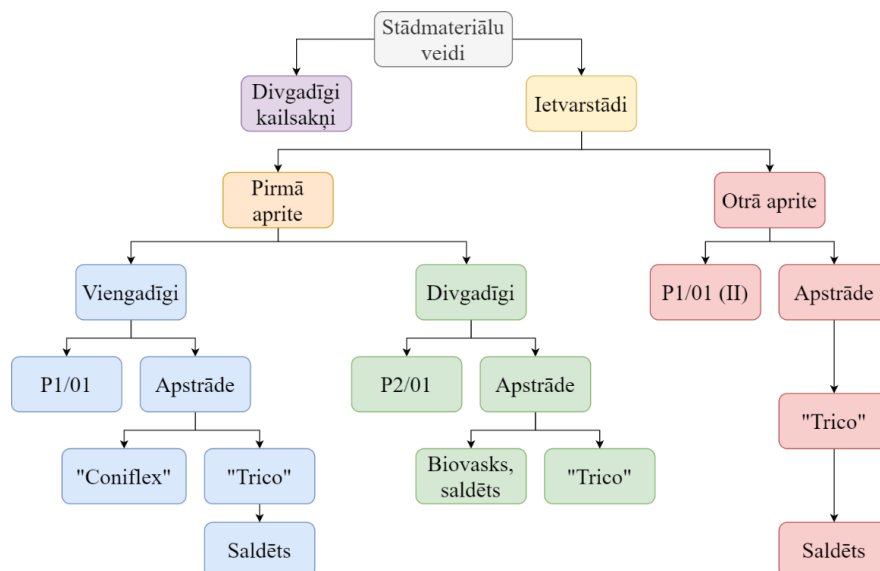 Stādmateriālu
veidi
Divgadīgi
kailsakņi
Ietvarstādi
Pirmā
aprite
Otrā aprite
Viengadīgi
Divgadīgi
P1/01 (II)
Apstrāde
P1/01
Apstrāde
P2/01
Apstrāde
"Trico"
"Coniflex"
"Trico"
Biovasks,
saldēts
"Trico"
Saldēts
Saldēts